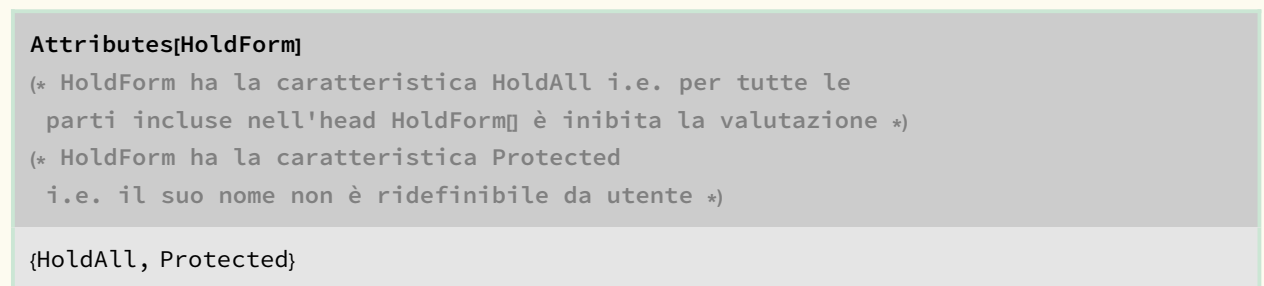 Attributes[HoldForm]
(* HoldForm ha la caratteristica HoldAll i.e. per tutte le
parti incluse nell'head HoldForm[] è inibita la valutazione *)
(* HoldForm ha la caratteristica Protected
i.e. il suo nome non è ridefinibile da utente *)
{HoldAll, Protected}